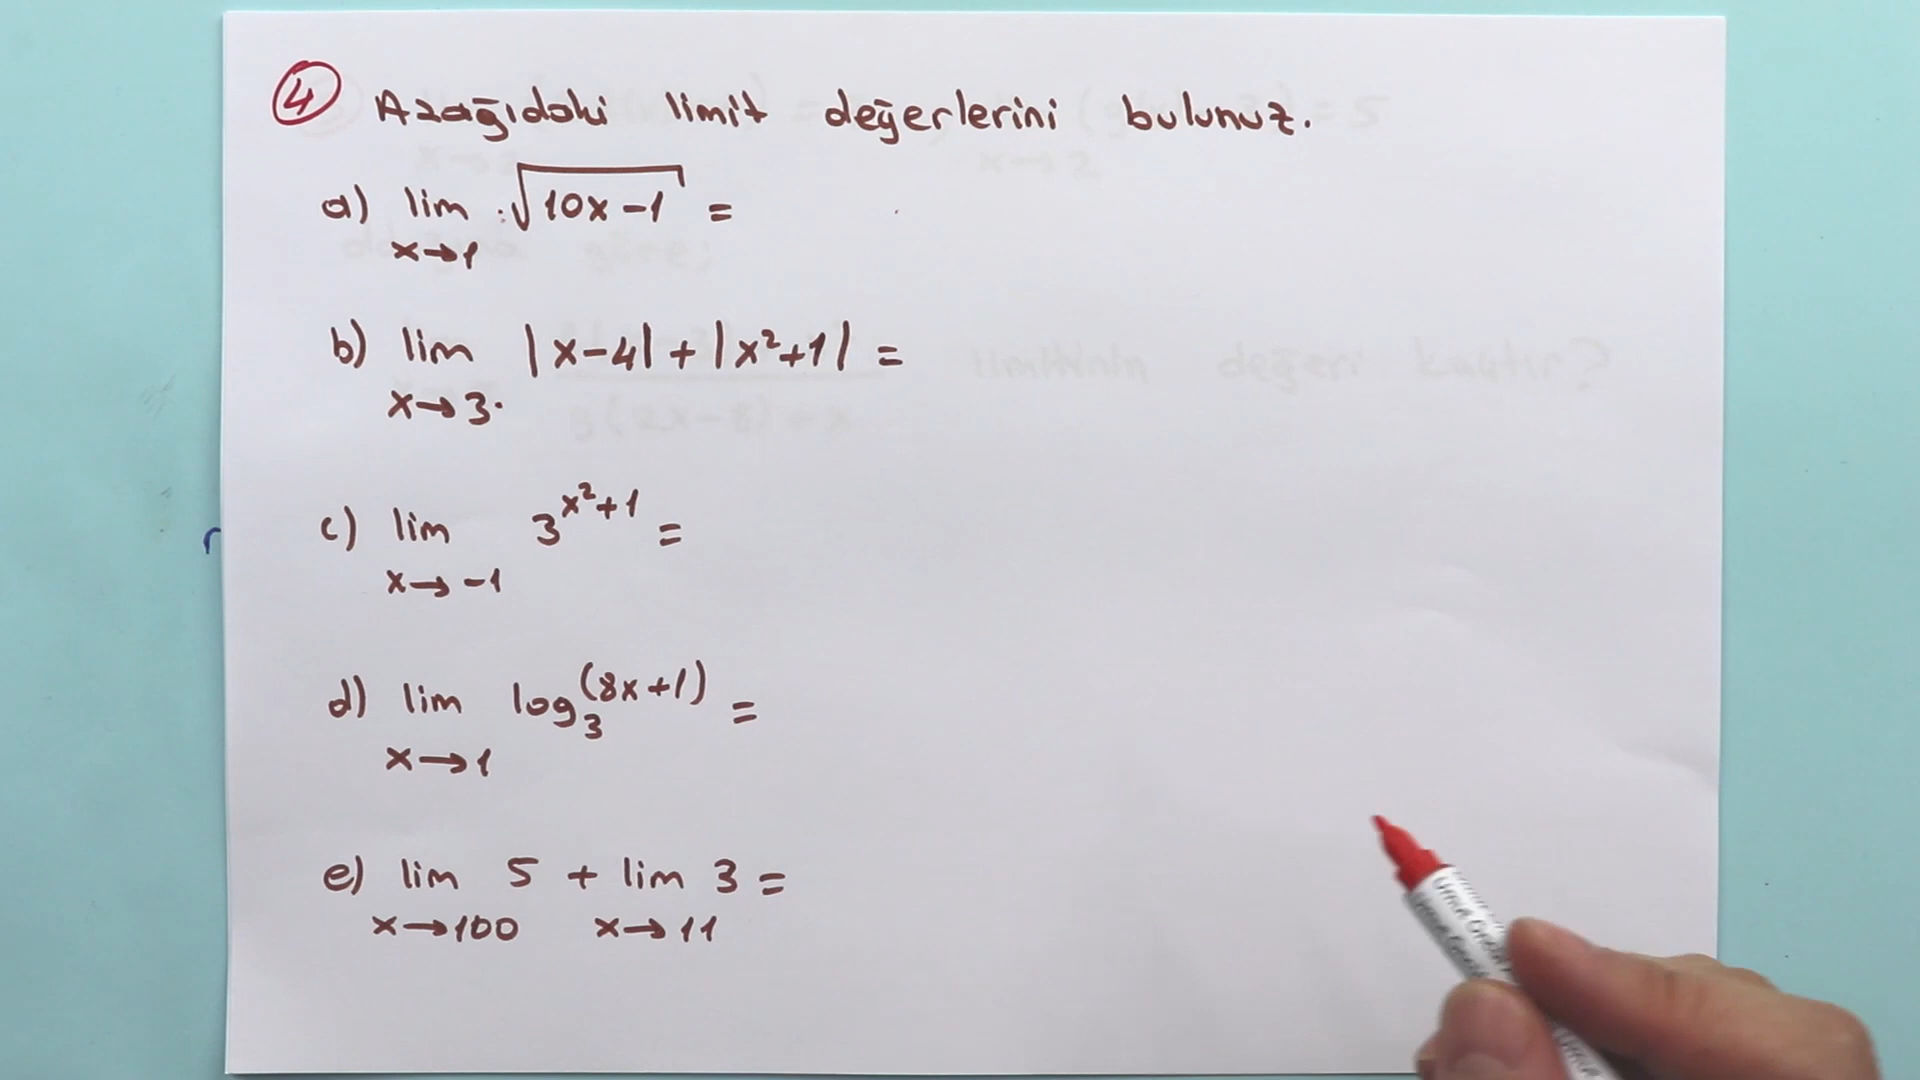 4 Aşağıdaki limit değerlerini bulunuz.
a) lim √(10x-1) =
x→1
b) lim |x-4| + |x²+1| =
x→3
c) lim 3^(x²+1) =
x→-1
d) lim log₃(8x+1) =
x→1
e) lim 5 + lim 3 =
x→100 x→11